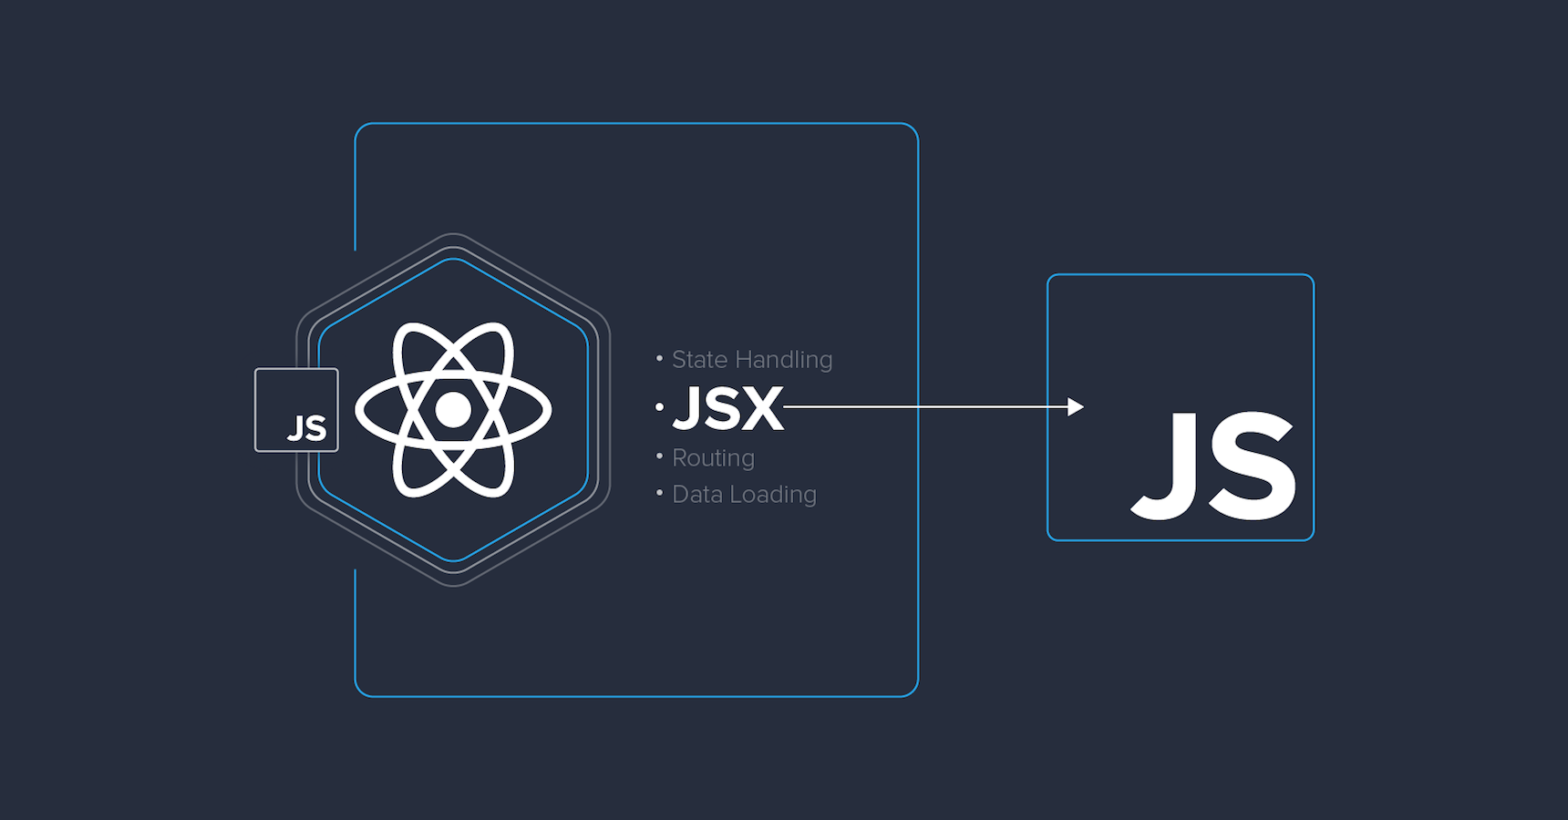 JS
State Handling
JSX
Routing
Data Loading
JS